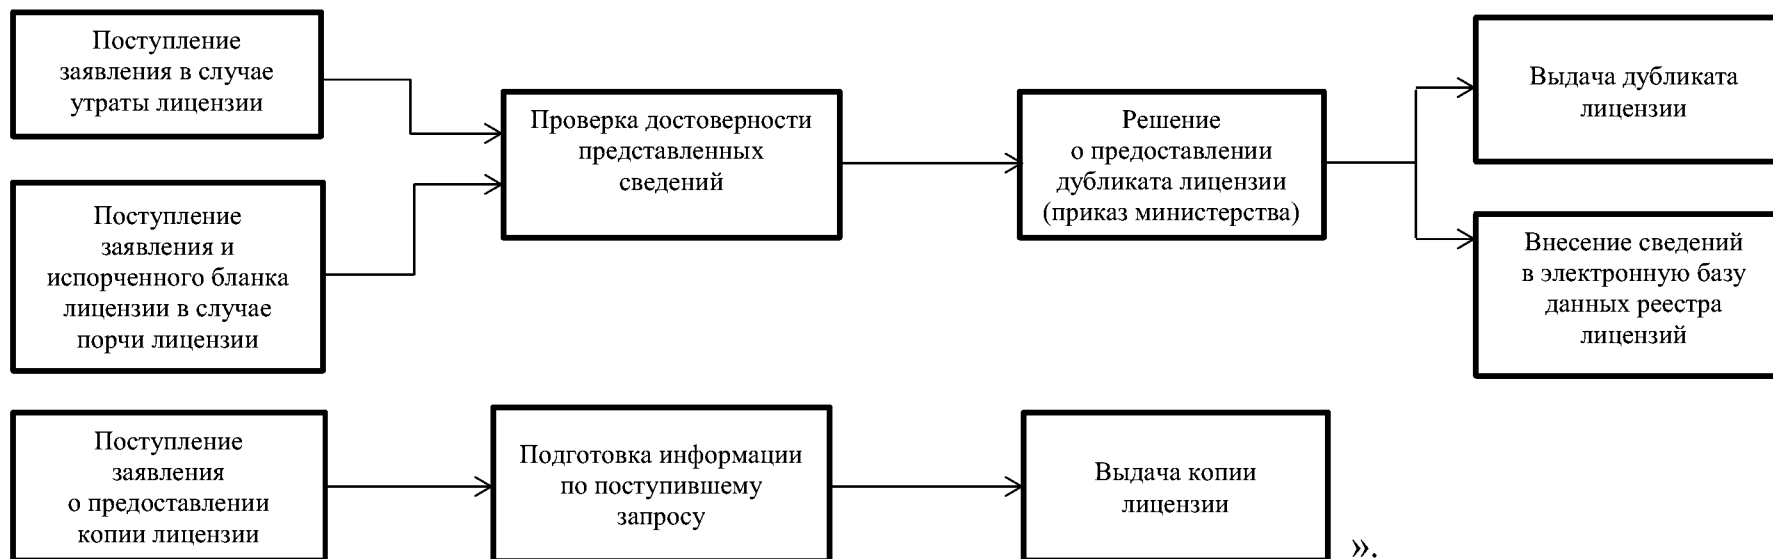 Поступление
заявления в случае
утраты лицензии
Поступление
заявления и
испорченного бланка
лицензии в случае
порчи лицензии
Проверка достоверности
представленных
сведений
Решение
о предоставлении
дубликата лицензии
(приказ министерства)
Выдача дубликата
лицензии
Внесение сведений
в электронную базу
данных реестра
лицензий
Поступление
заявления
о предоставлении
копии лицензии
Подготовка информации
по поступившему
запросу
Выдача копии
лицензии
».